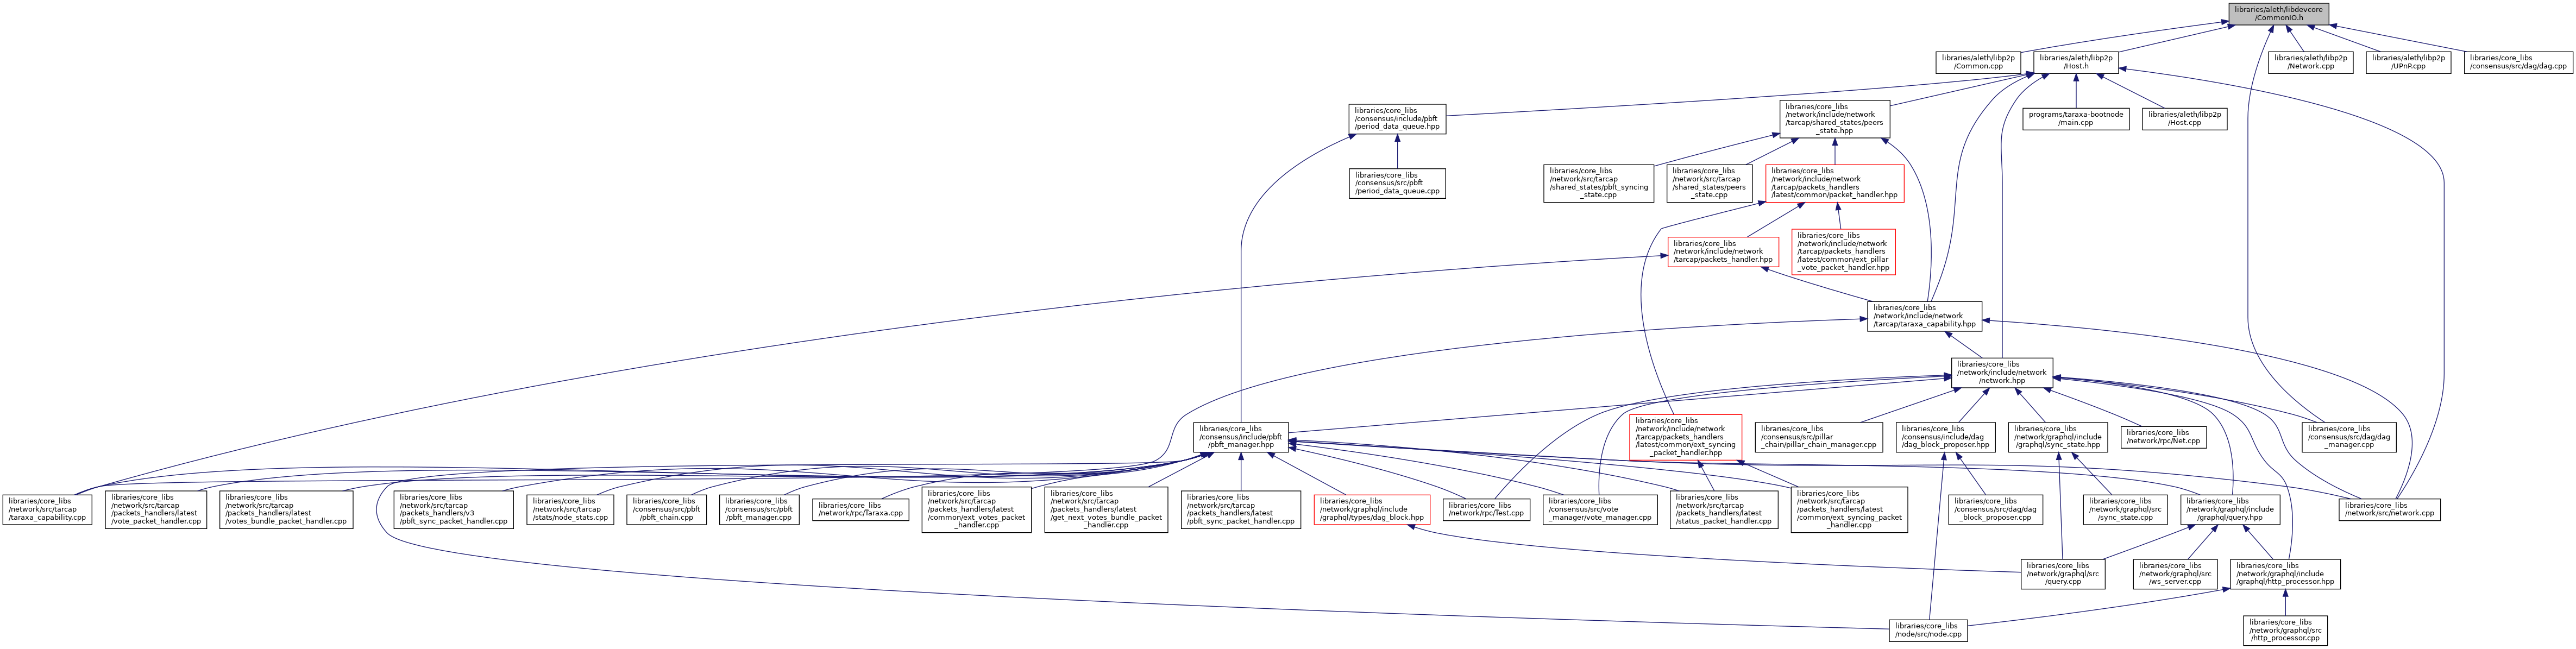 libraries/aleth/libdevcore
/CommonIO.h
libraries/aleth/libp2p
/Common.cpp
libraries/aleth/libp2p
/Host.h
libraries/aleth/libp2p
/Network.cpp
libraries/aleth/libp2p
/UPnP.cpp
libraries/core_libs
/consensus/src/dag/dag.cpp
libraries/core_libs
/consensus/include/pbft
/period_data_queue.hpp
libraries/core_libs
/network/include/network
/tarcap/shared_states/peers
_state.hpp
programs/taraxa-bootnode
/main.cpp
libraries/aleth/libp2p
/Host.cpp
libraries/core_libs
/consensus/src/pbft
/period_data_queue.cpp
libraries/core_libs
/network/src/tarcap
/shared_states/pbft_syncing
_state.cpp
libraries/core_libs
/network/src/tarcap
/shared_states/peers
_state.cpp
libraries/core_libs
/network/include/network
/tarcap/packets_handlers
/latest/common/packet_handler.hpp
libraries/core_libs
/network/include/network
/tarcap/packets_handler.hpp
libraries/core_libs
/network/include/network
/tarcap/packets_handlers
/latest/common/ext_pillar
_vote_packet_handler.hpp
libraries/core_libs
/network/include/network
/tarcap/taraxa_capability.hpp
libraries/core_libs
/network/include/network
/network.hpp
libraries/core_libs
/consensus/include/pbft
/pbft_manager.hpp
libraries/core_libs
/network/include/network
/tarcap/packets_handlers
/latest/common/ext_syncing
_packet_handler.hpp
libraries/core_libs
/consensus/src/pillar
_chain/pillar_chain_manager.cpp
libraries/core_libs
/consensus/include/dag
/dag_block_proposer.hpp
libraries/core_libs
/network/graphql/include
/graphql/sync_state.hpp
libraries/core_libs
/network/rpc/Net.cpp
libraries/core_libs
/consensus/src/dag/dag
_manager.cpp
libraries/core_libs
/network/src/tarcap
/taraxa_capability.cpp
libraries/core_libs
/network/src/tarcap
/packets_handlers/latest
/vote_packet_handler.cpp
libraries/core_libs
/network/src/tarcap
/packets_handlers/latest
/votes_bundle_packet_handler.cpp
libraries/core_libs
/network/src/tarcap
/packets_handlers/v3
/pbft_sync_packet_handler.cpp
libraries/core_libs
/network/src/tarcap
/stats/node_stats.cpp
libraries/core_libs
/consensus/src/pbft
/pbft_chain.cpp
libraries/core_libs
/consensus/src/pbft
/pbft_manager.cpp
libraries/core_libs
/network/rpc/Taraxa.cpp
libraries/core_libs
/network/src/tarcap
/packets_handlers/latest
/common/ext_votes_packet
_handler.cpp
libraries/core_libs
/network/src/tarcap
/packets_handlers/latest
/get_next_votes_bundle_packet
_handler.cpp
libraries/core_libs
/network/src/tarcap
/packets_handlers/latest
/pbft_sync_packet_handler.cpp
libraries/core_libs
/network/graphql/include
/graphql/types/dag_block.hpp
libraries/core_libs
/network/rpc/Test.cpp
libraries/core_libs
/consensus/src/vote
_manager/vote_manager.cpp
libraries/core_libs
/network/src/tarcap
/packets_handlers/latest
/status_packet_handler.cpp
libraries/core_libs
/network/src/tarcap
/packets_handlers/latest
/common/ext_syncing_packet
_handler.cpp
libraries/core_libs
/consensus/src/dag/dag
_block_proposer.cpp
libraries/core_libs
/network/graphql/src
/sync_state.cpp
libraries/core_libs
/network/graphql/include
/graphql/query.hpp
libraries/core_libs
/network/src/network.cpp
libraries/core_libs
/network/graphql/src
/query.cpp
libraries/core_libs
/network/graphql/src
/ws_server.cpp
libraries/core_libs
/network/graphql/include
/graphql/http_processor.hpp
libraries/core_libs
/node/src/node.cpp
libraries/core_libs
/network/graphql/src
/http_processor.cpp